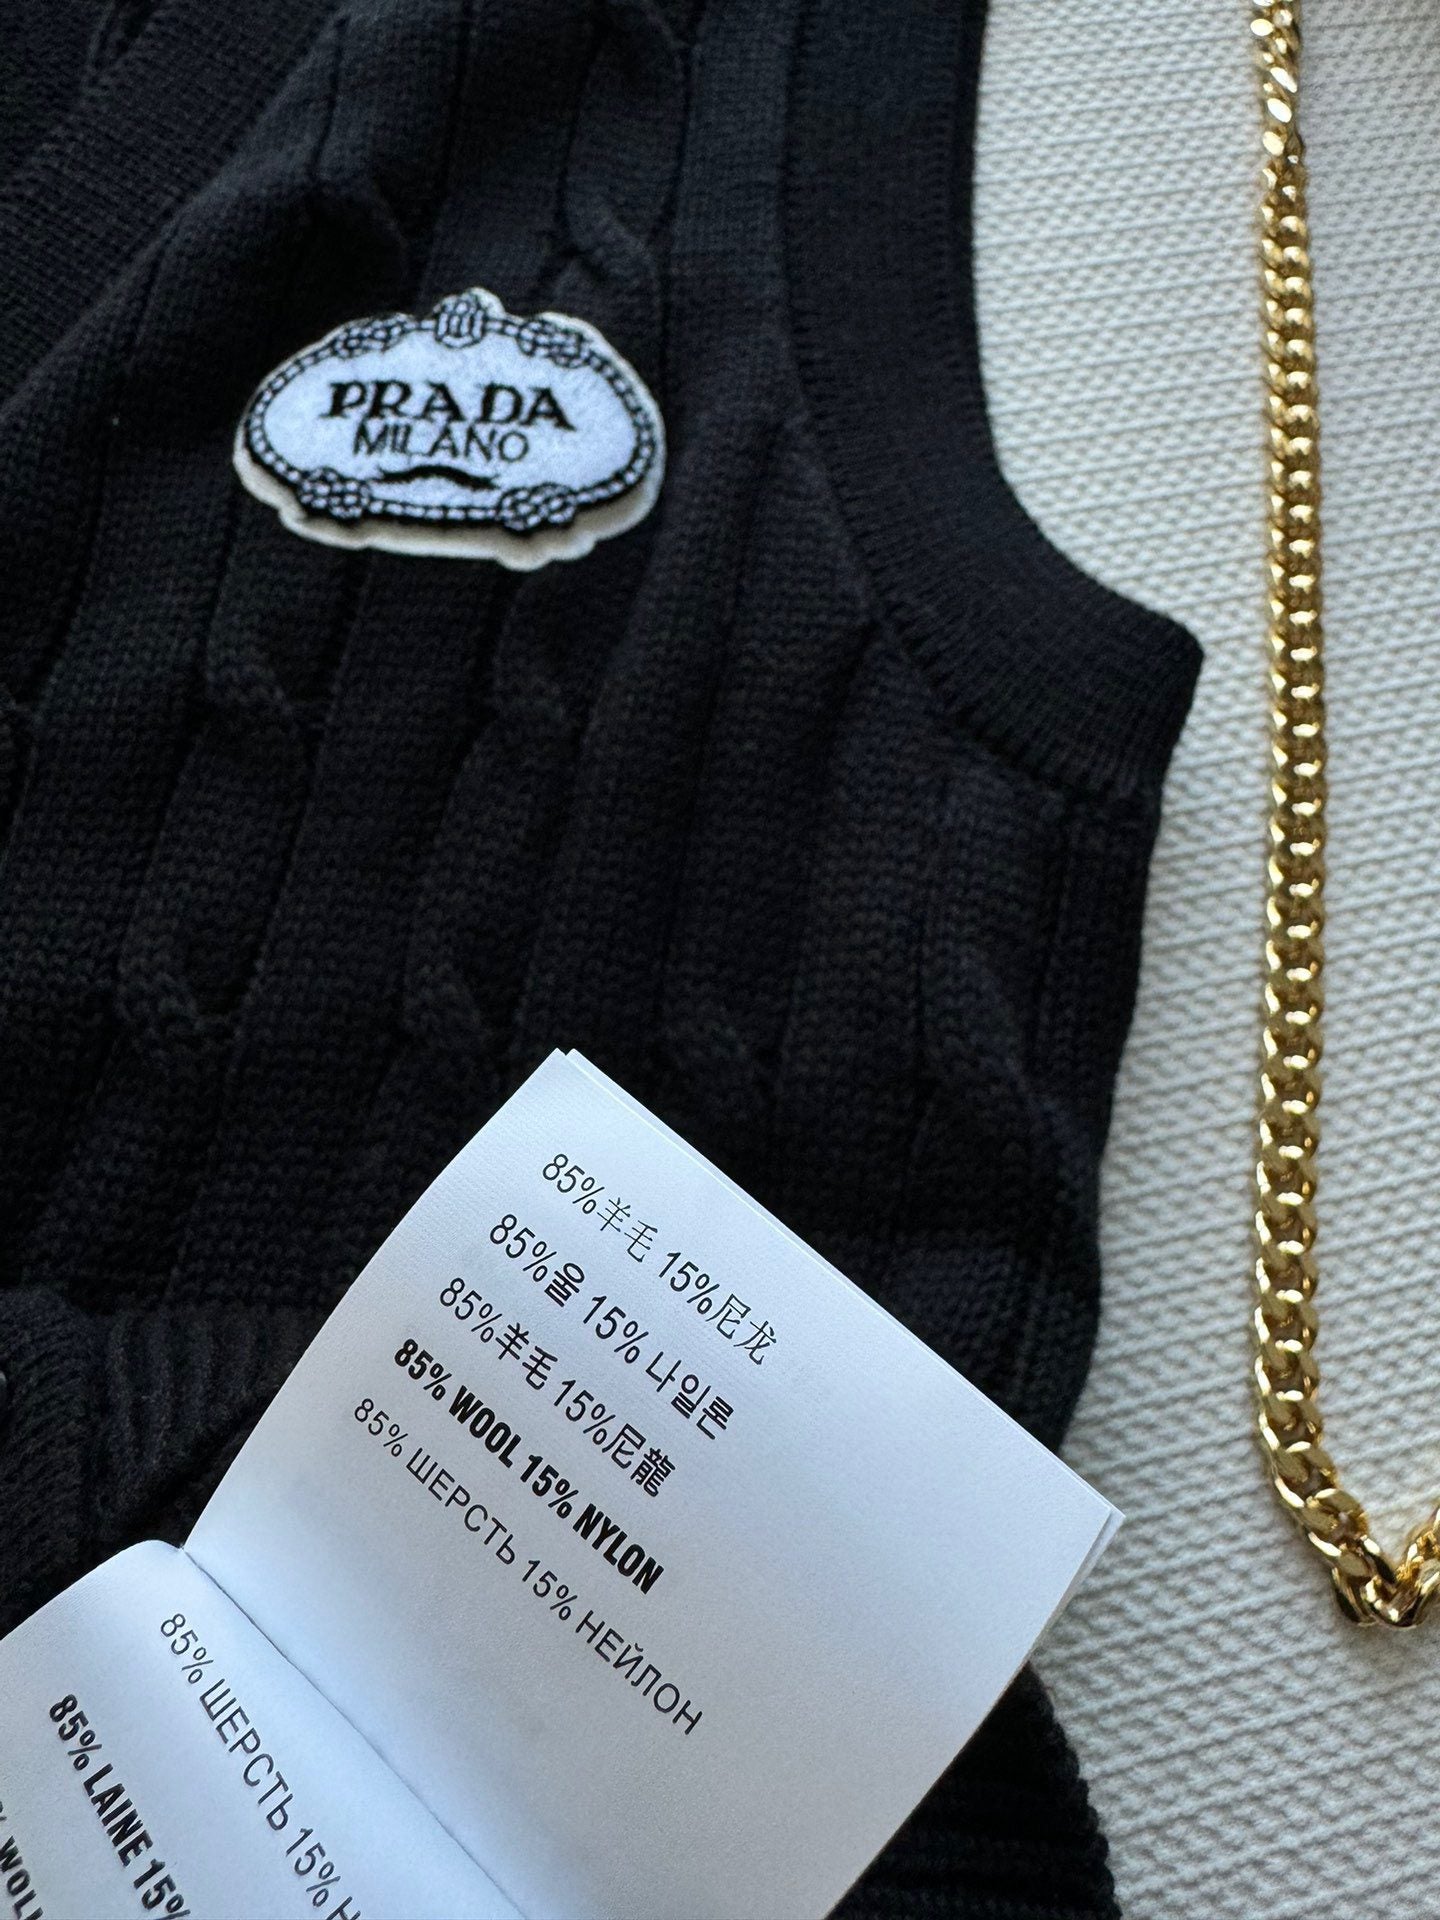 PRADA
MILANO
85%羊毛 15%尼龙
85%울 15% 나일론
85%羊毛 15%尼龍
85% WOOL 15% NYLON
85% ШЕРСТЬ 15% НЕЙЛОН
85% ШЕРСТЬ 15% Н
85% LAINE 15%